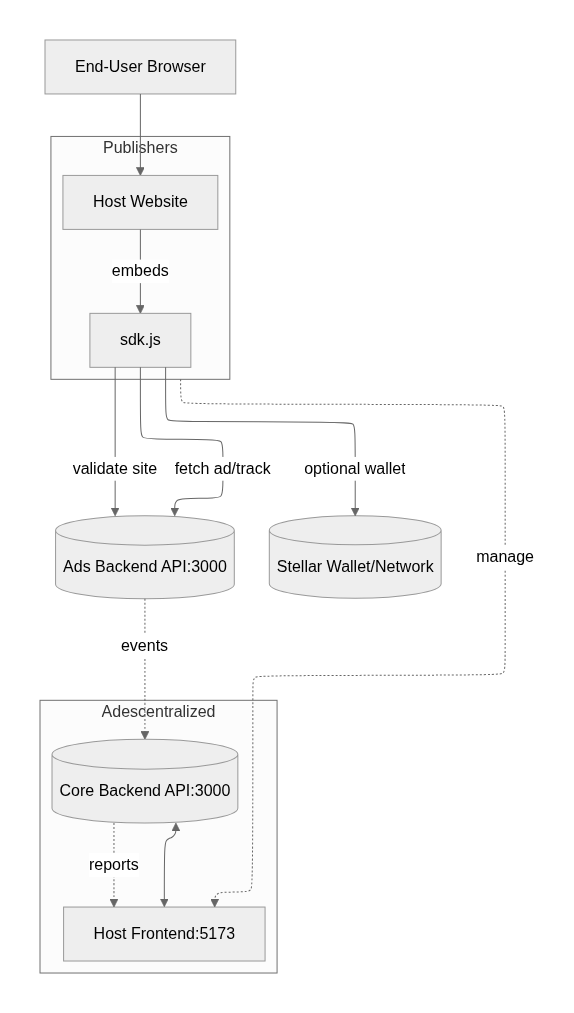 End-User Browser
Publishers
Host Website
embeds
sdk.js
validate site
fetch ad/track
optional wallet
Ads Backend API:3000
Stellar Wallet/Network
manage
events
Adescentralized
Core Backend API:3000
reports
Host Frontend:5173